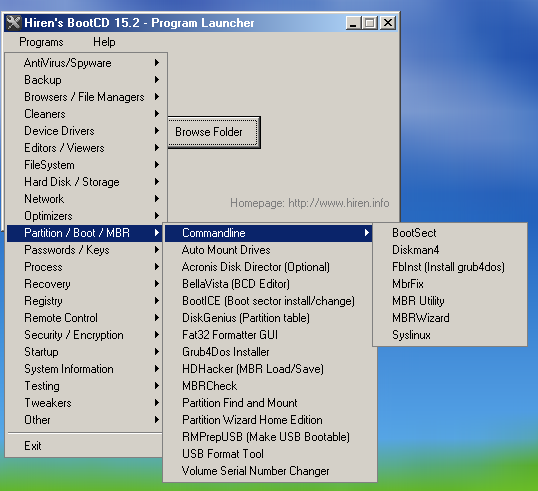 Hiren's BootCD 15.2 - Program Launcher
Programs Help
AntiVirus/Spyware
Backup
Browsers / File Managers
Cleaners
Device Drivers
Editors / Viewers
FileSystem
Hard Disk / Storage
Network
Optimizers
Partition / Boot / MBR
Passwords / Keys
Process
Recovery
Registry
Remote Control
Security / Encryption
Startup
System Information
Testing
Tweakers
Other
Exit
Browse Folder
Homepage: http://www.hiren.info
Commandline
Auto Mount Drives
Acronis Disk Director (Optional)
BellaVista (BCD Editor)
BootICE (Boot sector install/change)
DiskGenius (Partition table)
Fat32 Formatter GUI
Grub4Dos Installer
HDHacker (MBR Load/Save)
MBRCheck
Partition Find and Mount
Partition Wizard Home Edition
RMPrepUSB (Make USB Bootable)
USB Format Tool
Volume Serial Number Changer
BootSect
Diskman4
FbInst (Install grub4dos)
MbrFix
MBR Utility
MBRWizard
Syslinux